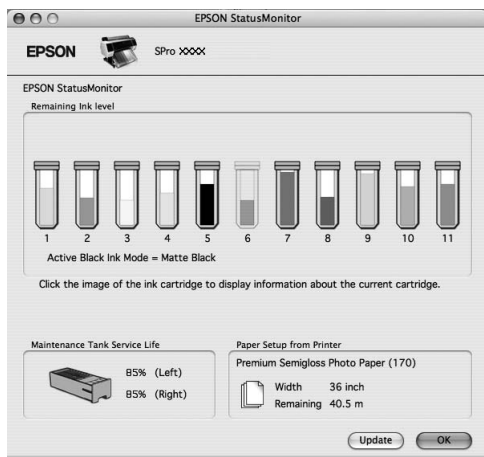 EPSON StatusMonitor
EPSON SPro XXXX
EPSON StatusMonitor
Remaining Ink level
1 2 3 4 5 6 7 8 9 10 11
Active Black Ink Mode = Matte Black
Click the image of the ink cartridge to display information about the current cartridge.
Maintenance Tank Service Life
85% (Left)
85% (Right)
Paper Setup from Printer
Premium Semigloss Photo Paper (170)
Width 36 inch
Remaining 40.5 m
Update OK